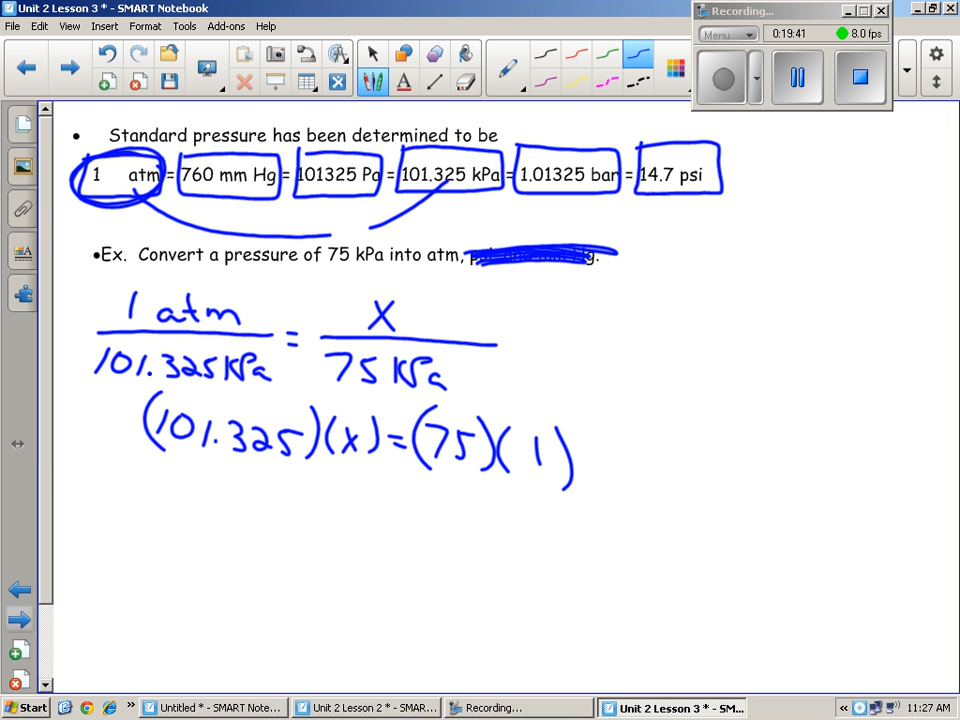 Unit 2 Lesson 3 * - SMART Notebook
Recording...
File Edit View Insert Format Tools Add-ons Help
Menu 0:19:41 8.0 fps
• Standard pressure has been determined to be
1 atm = 760 mm Hg = 101325 Pa = 101.325 kPa = 1.01325 bar = 14.7 psi
•Ex. Convert a pressure of 75 kPa into atm,
1 atm = X
101.325 kPa 75 kPa
(101.325)(x) = (75)(1)
Start Untitled * - SMART Note... Unit 2 Lesson 2 * - SMAR... Recording... Unit 2 Lesson 3 * - SM... 11:27 AM